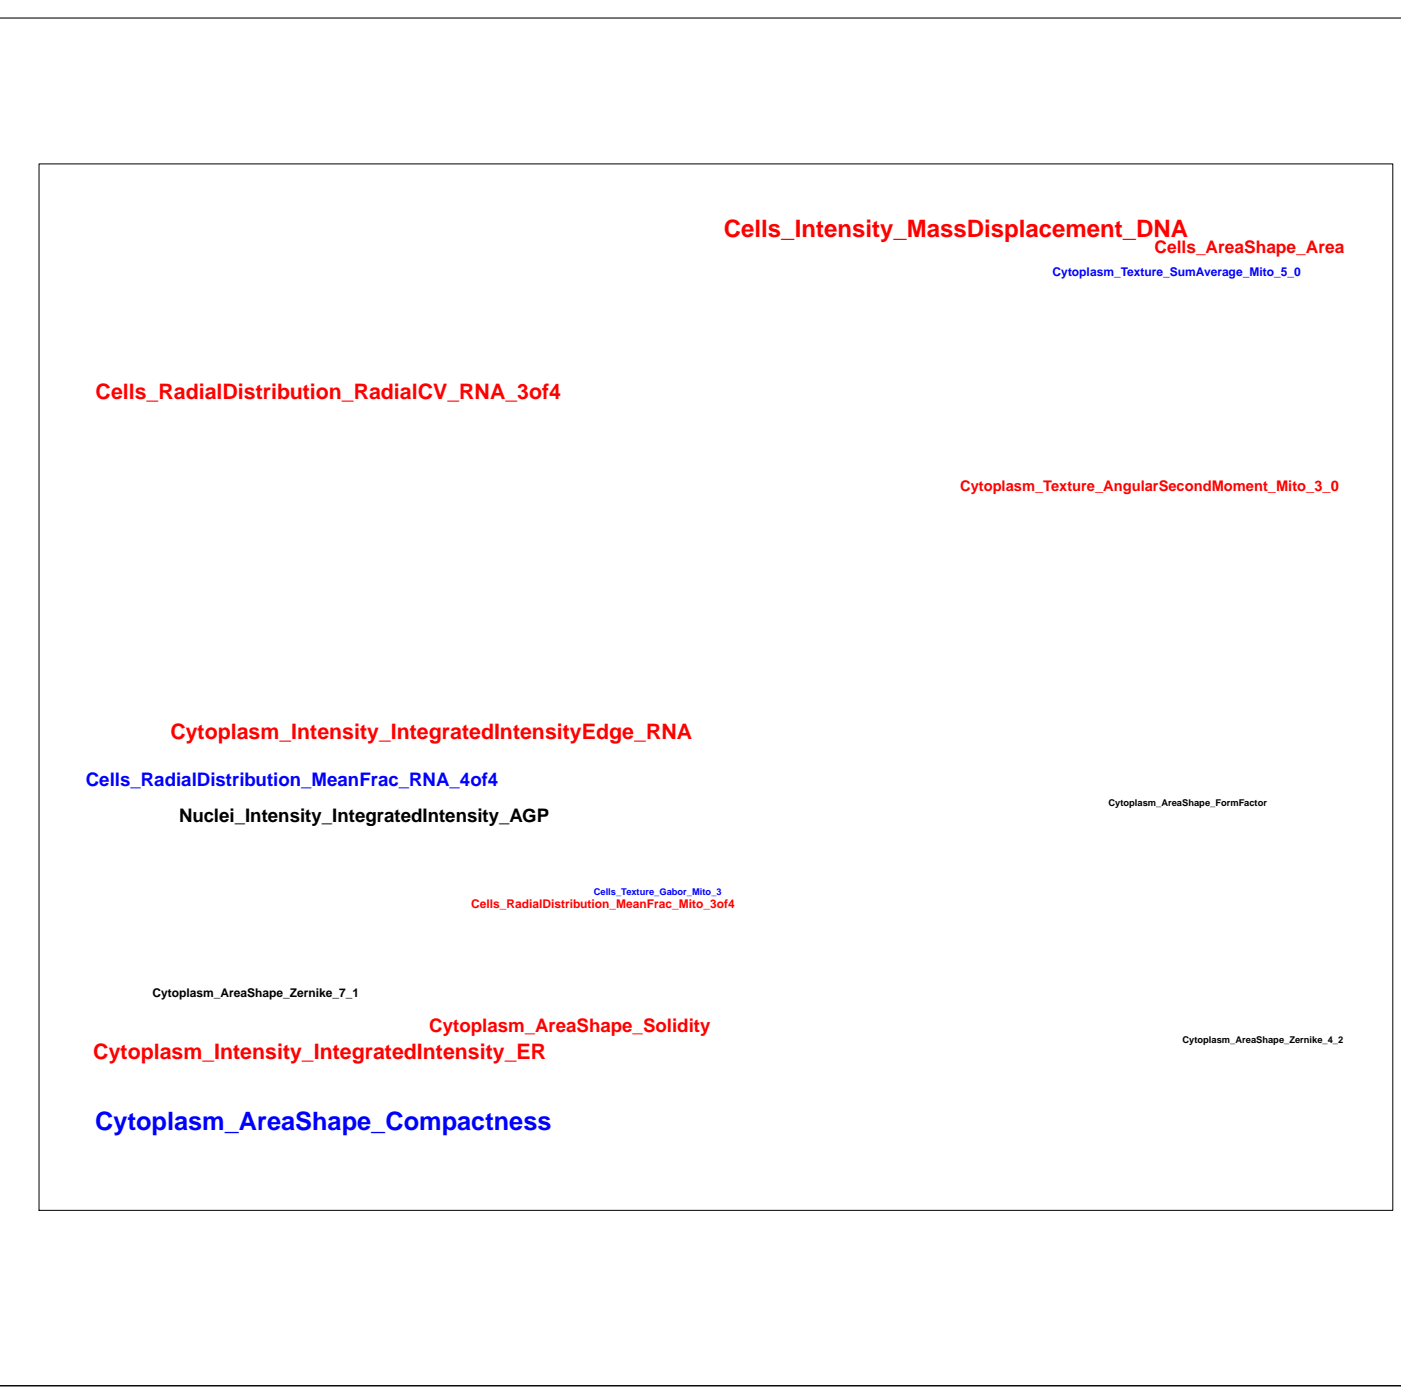 Cells_Intensity_MassDisplacement_DNA
Cells_AreaShape_Area
Cytoplasm_Texture_SumAverage_Mito_5_0
Cells_RadialDistribution_RadialCV_RNA_3of4
Cytoplasm_Texture_AngularSecondMoment_Mito_3_0
Cytoplasm_Intensity_IntegratedIntensityEdge_RNA
Cells_RadialDistribution_MeanFrac_RNA_4of4
Cytoplasm_AreaShape_FormFactor
Nuclei_Intensity_IntegratedIntensity_AGP
Cells_Texture_Gabor_Mito_3
Cells_RadialDistribution_MeanFrac_Mito_3of4
Cytoplasm_AreaShape_Zernike_7_1
Cytoplasm_AreaShape_Solidity
Cytoplasm_AreaShape_Zernike_4_2
Cytoplasm_Intensity_IntegratedIntensity_ER
Cytoplasm_AreaShape_Compactness